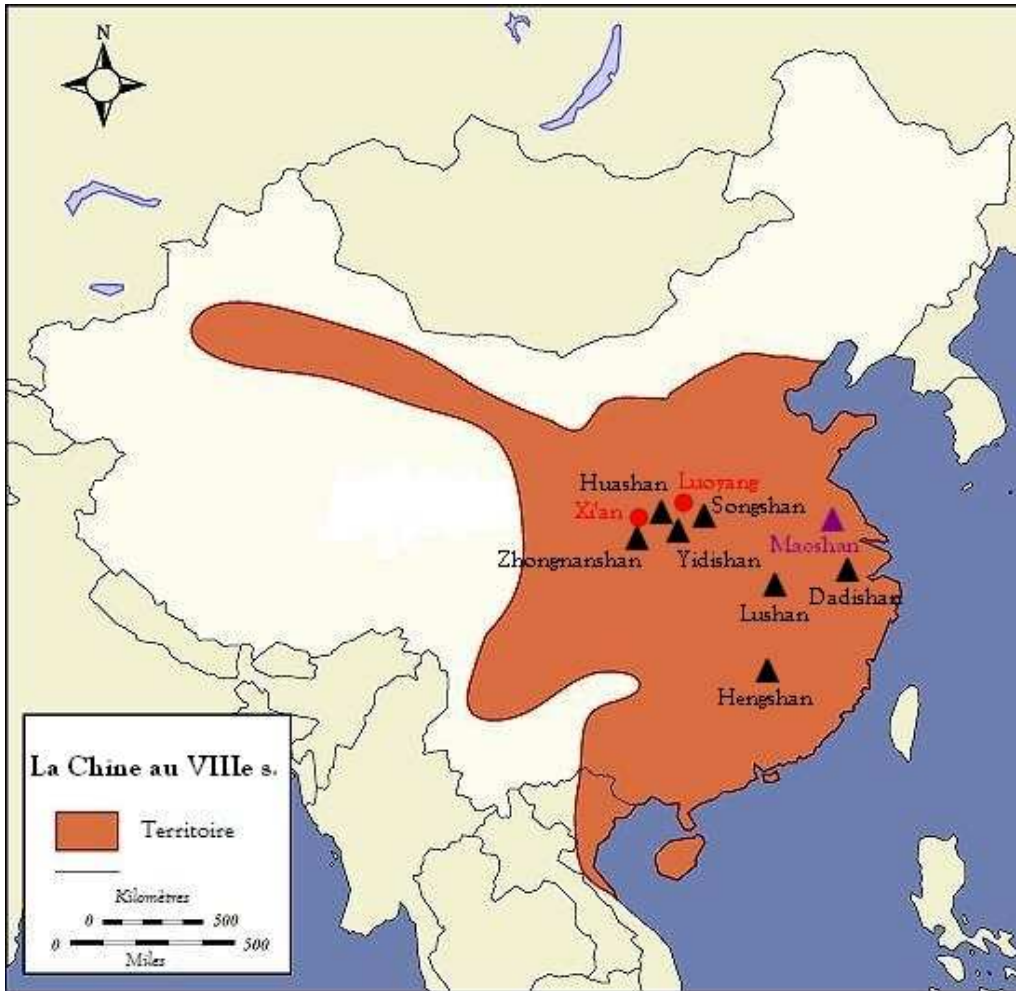 N
Huashan
Luoyang
Xi'an
Songshan
Zhongnanshan
Yidishan
Maoshan
Dadishan
Lushan
Hengshan
La Chine au VIIIe s.
Territoire
Kilomètres
0 500
0 500
Miles